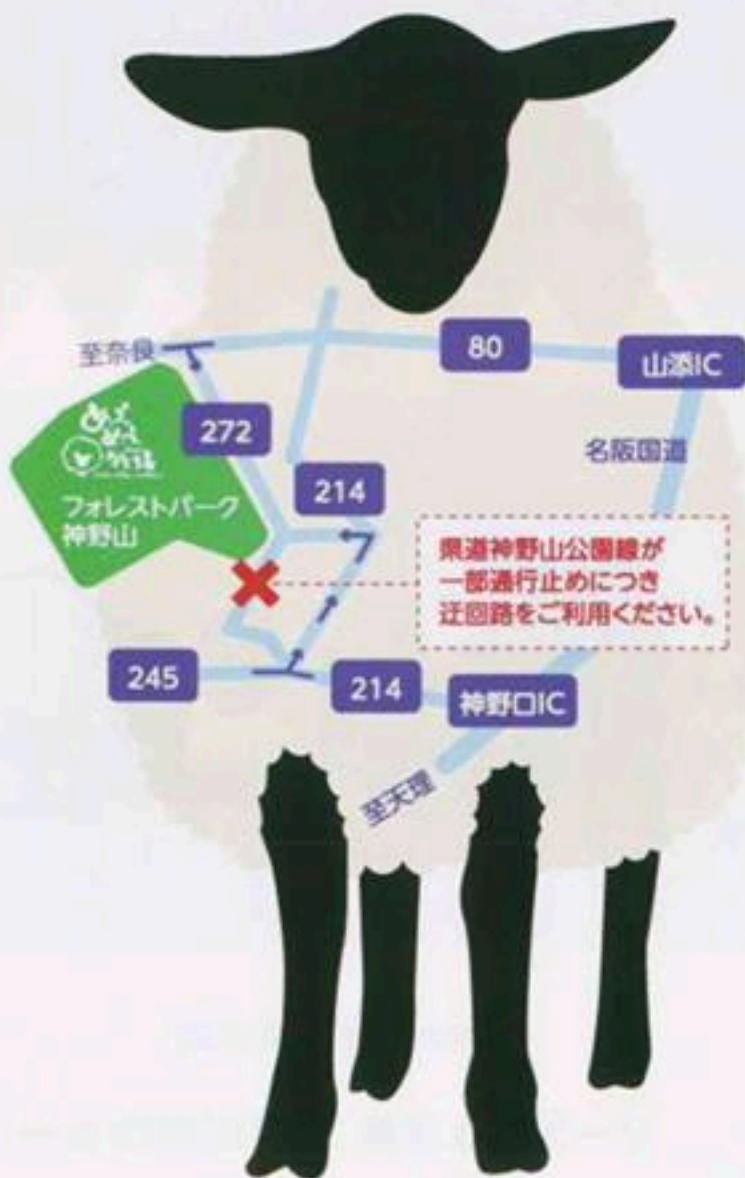 至奈良
80
山添IC
272
名阪国道
214
フォレストパーク
神野山
県道神野山公園線が
一部通行止めにつき
迂回路をご利用ください。
245
214
神野口IC
至天理